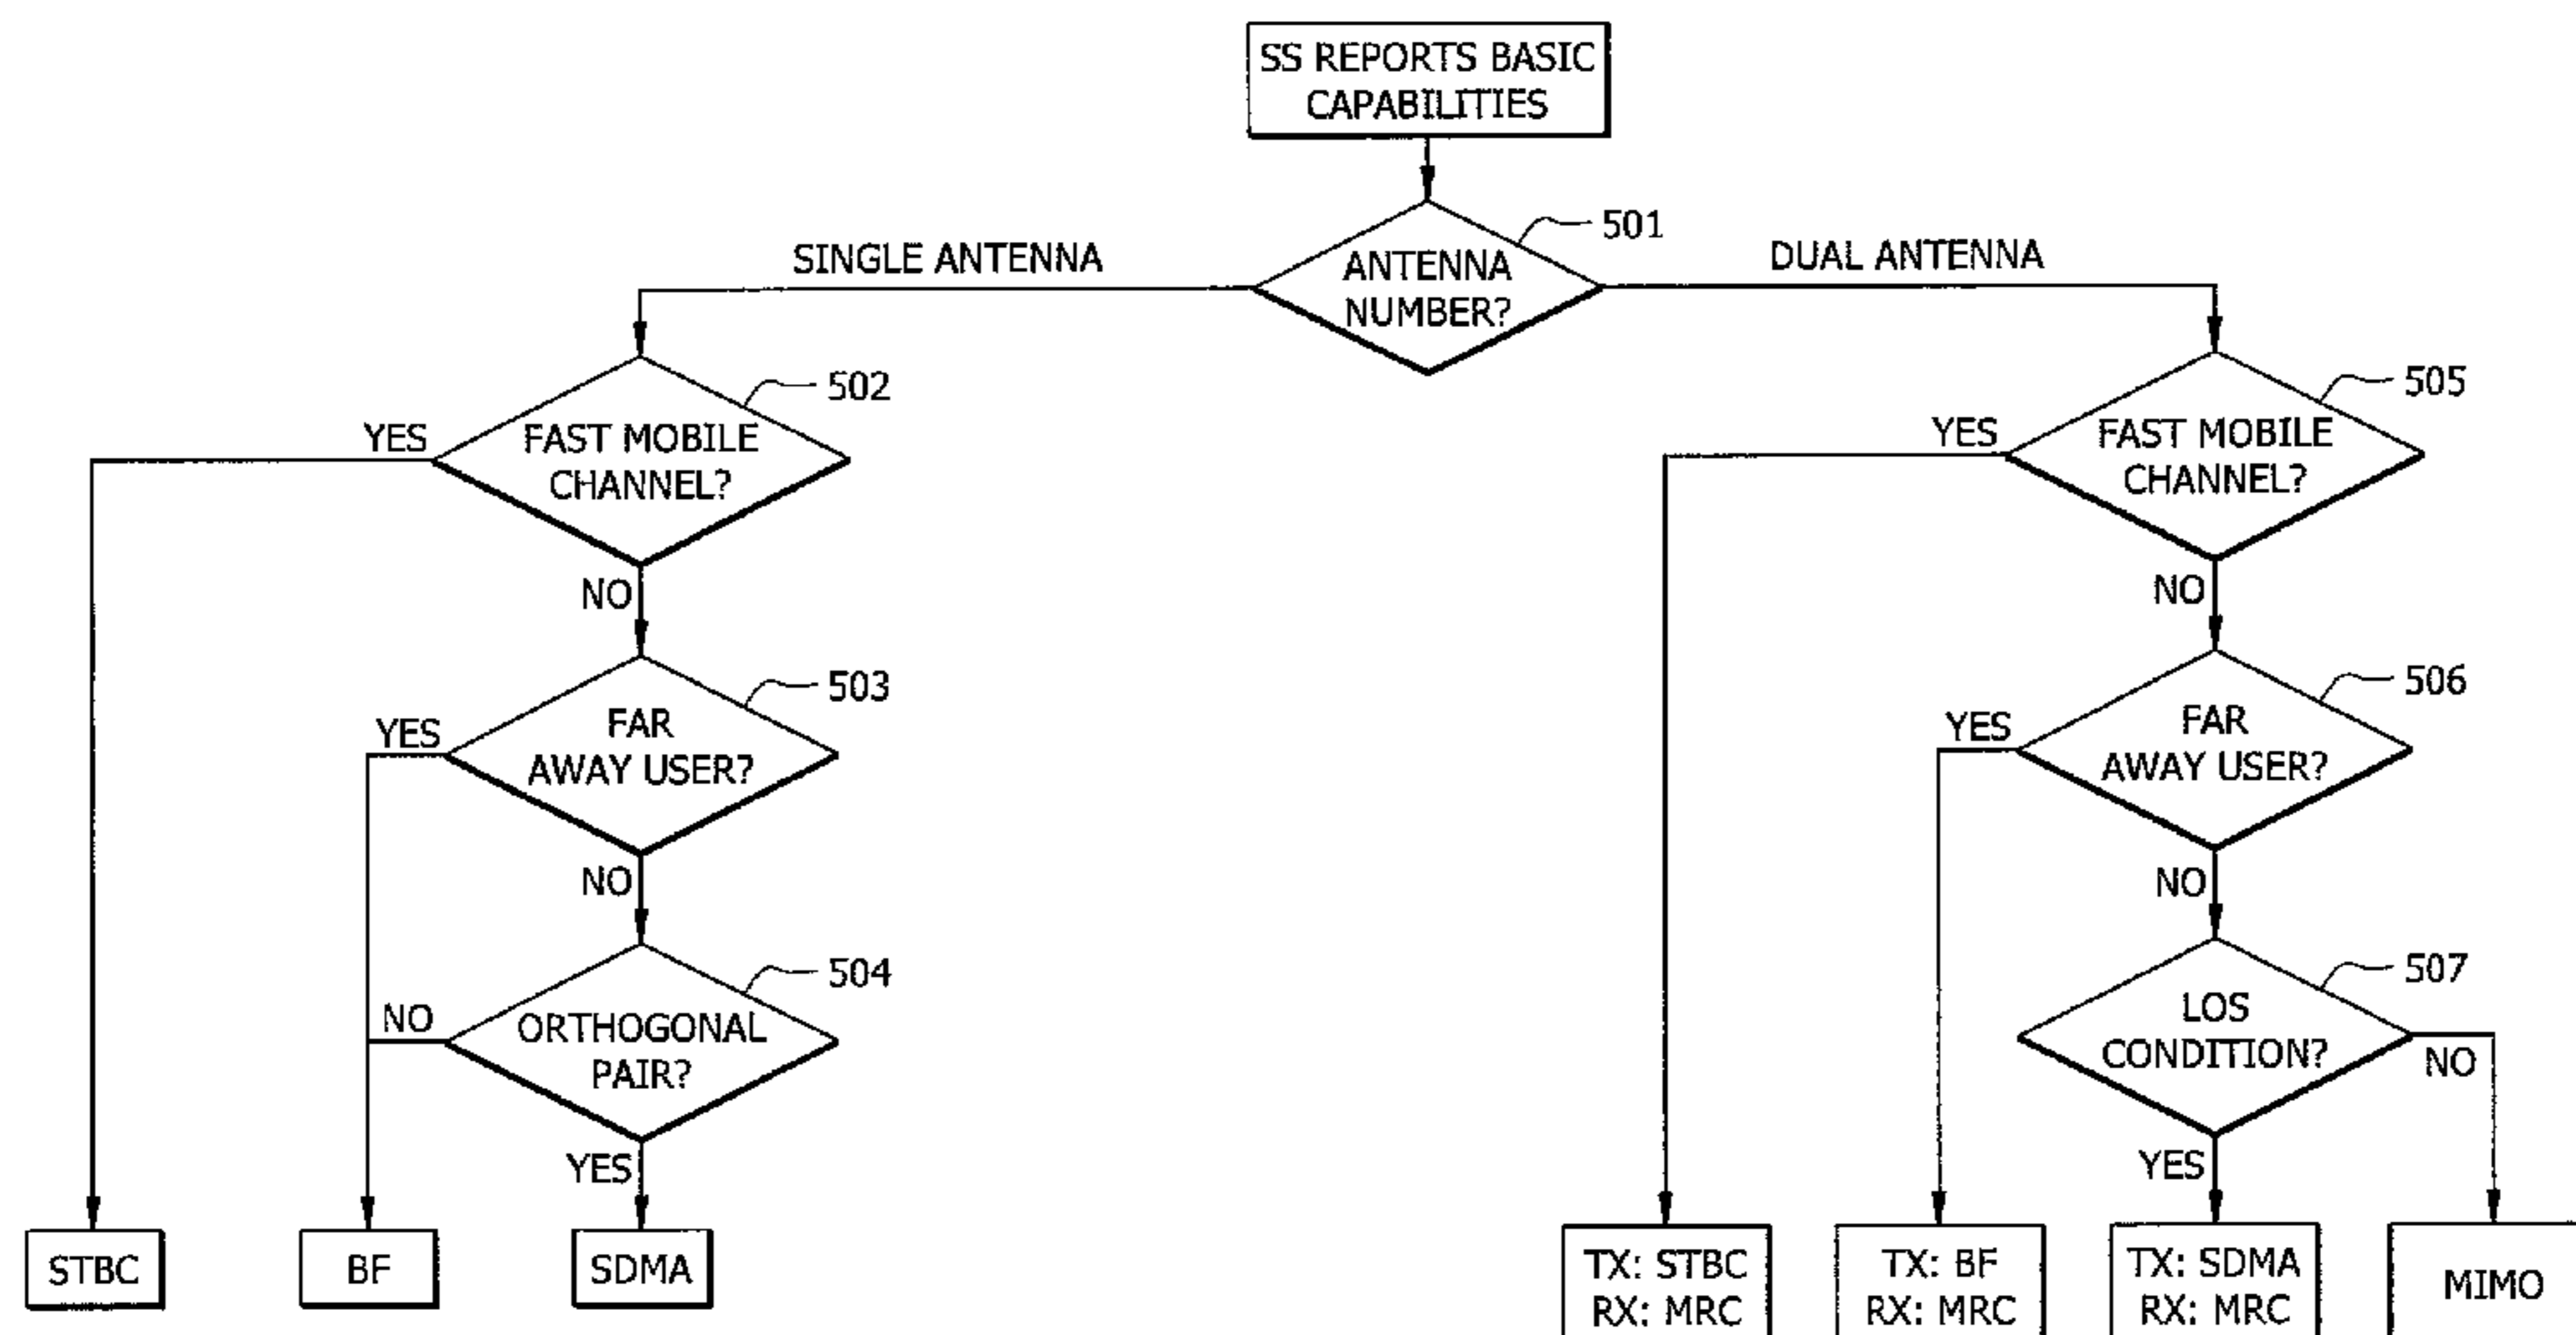 SS REPORTS BASIC
CAPABILITIES
501
SINGLE ANTENNA
ANTENNA
NUMBER?
DUAL ANTENNA
502
YES
FAST MOBILE
CHANNEL?
NO
503
YES
FAR
AWAY USER?
NO
504
NO
ORTHOGONAL
PAIR?
YES
STBC
BF
SDMA
505
YES
FAST MOBILE
CHANNEL?
NO
506
YES
FAR
AWAY USER?
NO
507
LOS
CONDITION?
NO
YES
TX: STBC
RX: MRC
TX: BF
RX: MRC
TX: SDMA
RX: MRC
MIMO